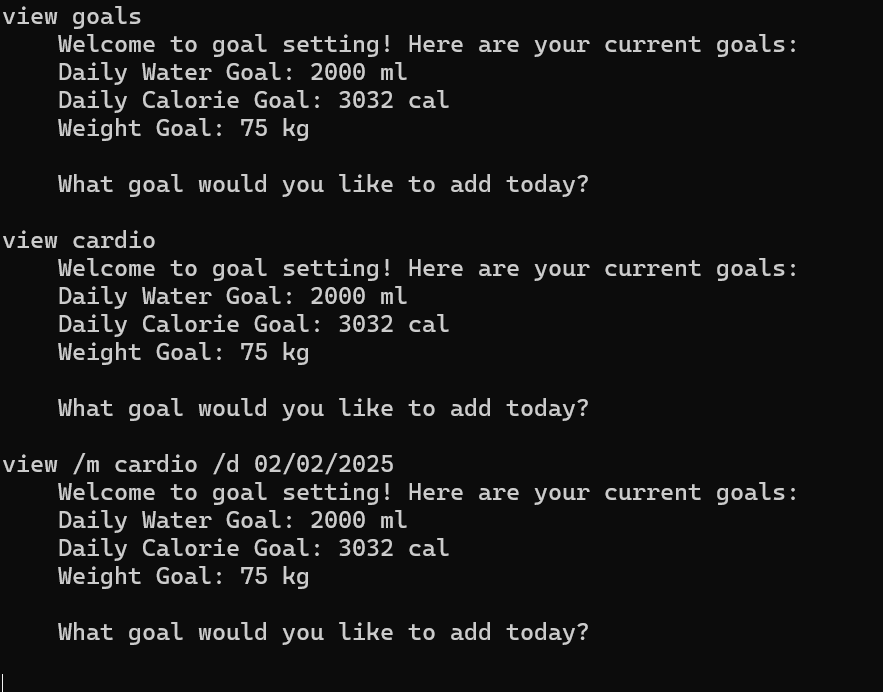 view goals
Welcome to goal setting! Here are your current goals:
Daily Water Goal: 2000 ml
Daily Calorie Goal: 3032 cal
Weight Goal: 75 kg
What goal would you like to add today?
view cardio
Welcome to goal setting! Here are your current goals:
Daily Water Goal: 2000 ml
Daily Calorie Goal: 3032 cal
Weight Goal: 75 kg
What goal would you like to add today?
view /m cardio /d 02/02/2025
Welcome to goal setting! Here are your current goals:
Daily Water Goal: 2000 ml
Daily Calorie Goal: 3032 cal
Weight Goal: 75 kg
What goal would you like to add today?